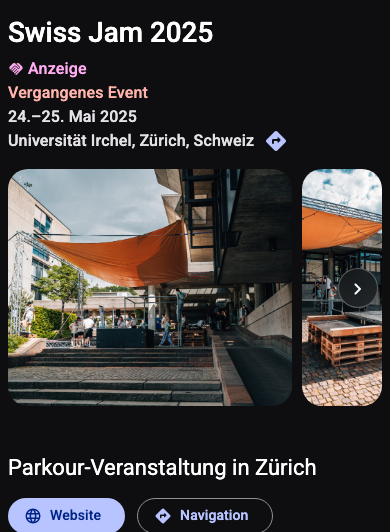 Swiss Jam 2025
Anzeige
Vergangenes Event
24.–25. Mai 2025
Universität Irchel, Zürich, Schweiz
Parkour-Veranstaltung in Zürich
Website
Navigation